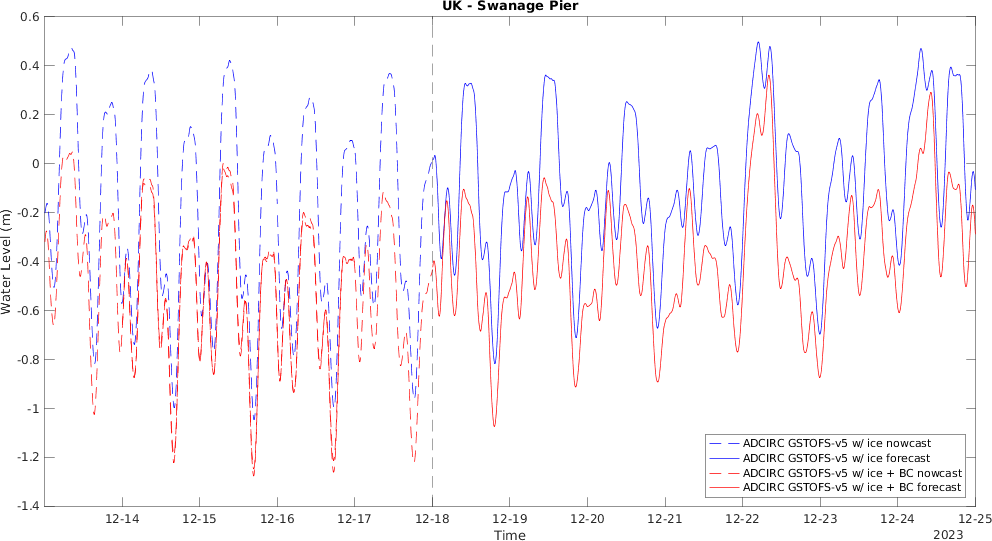 UK - Swanage Pier
0.6
0.4
0.2
0
-0.2
-0.4
-0.6
-0.8
-1
-1.2
-1.4
Water Level (m)
ADCIRC GSTOFS-v5 w/ ice nowcast
ADCIRC GSTOFS-v5 w/ ice forecast
ADCIRC GSTOFS-v5 w/ ice + BC nowcast
ADCIRC GSTOFS-v5 w/ ice + BC forecast
12-14 12-15 12-16 12-17 12-18 12-19 12-20 12-21 12-22 12-23 12-24 12-25
Time
2023